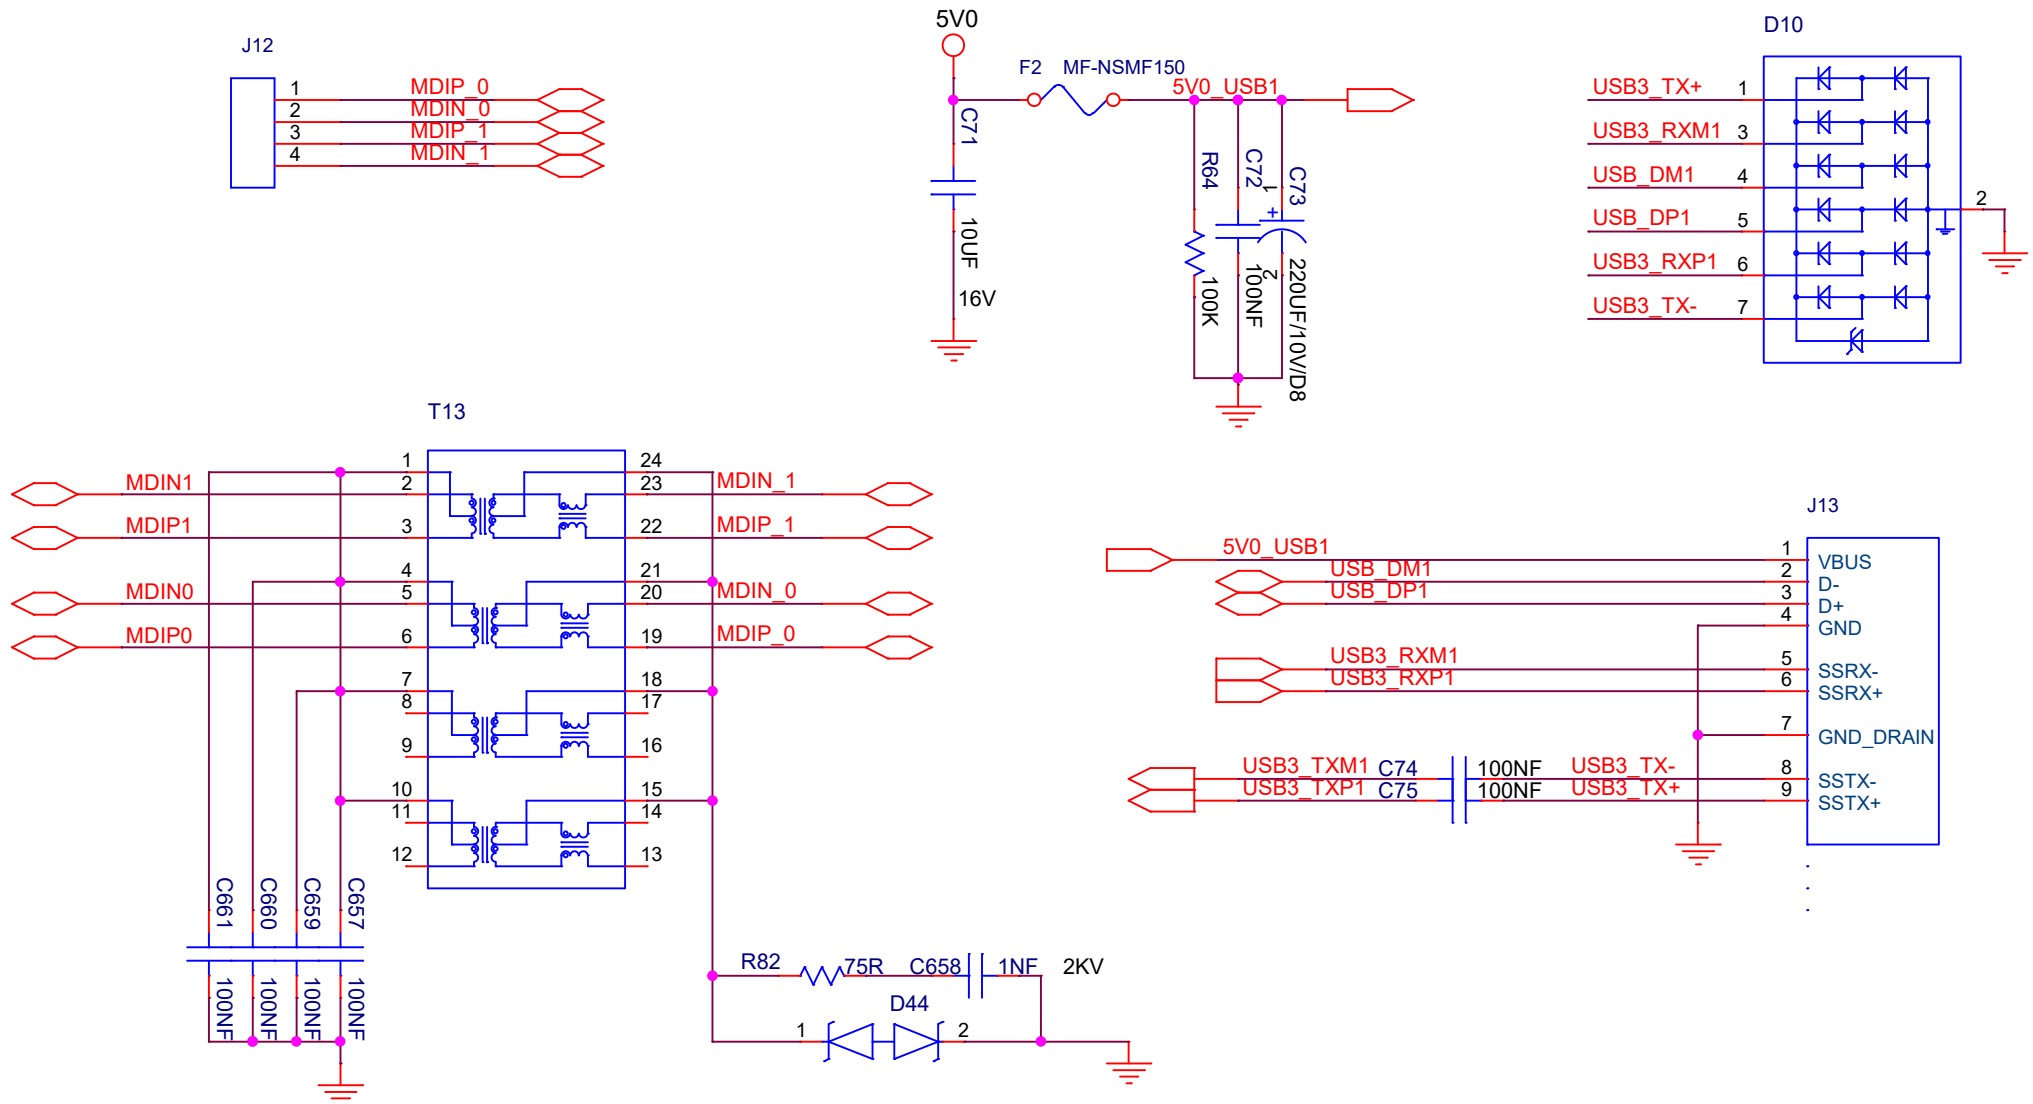 J12
1 MDIP_0
2 MDIN_0
3 MDIP_1
4 MDIN_1
5V0
F2 MF-NSMF150
5V0_USB1
C71
10UF
16V
R64
100K
C72
100NF
C73
1
+
2
220UF/10V/D8
D10
USB3_TX+ 1
USB3_RXM1 3
USB_DM1 4
USB_DP1 5
USB3_RXP1 6
USB3_TX- 7
2
T13
1 24
MDIN1 2 23 MDIN_1
MDIP1 3 22 MDIP_1
4 21
MDIN0 5 20 MDIN_0
MDIP0 6 19 MDIP_0
7 18
8 17
9 16
10 15
11 14
12 13
C661
C660
C659
C657
100NF
100NF
100NF
100NF
R82 75R C658 1NF 2KV
D44
1 2
J13
5V0_USB1 1 VBUS
USB_DM1 2 D-
USB_DP1 3 D+
4 GND
USB3_RXM1 5 SSRX-
USB3_RXP1 6 SSRX+
7 GND_DRAIN
USB3_TXM1 C74 100NF USB3_TX- 8 SSTX-
USB3_TXP1 C75 100NF USB3_TX+ 9 SSTX+